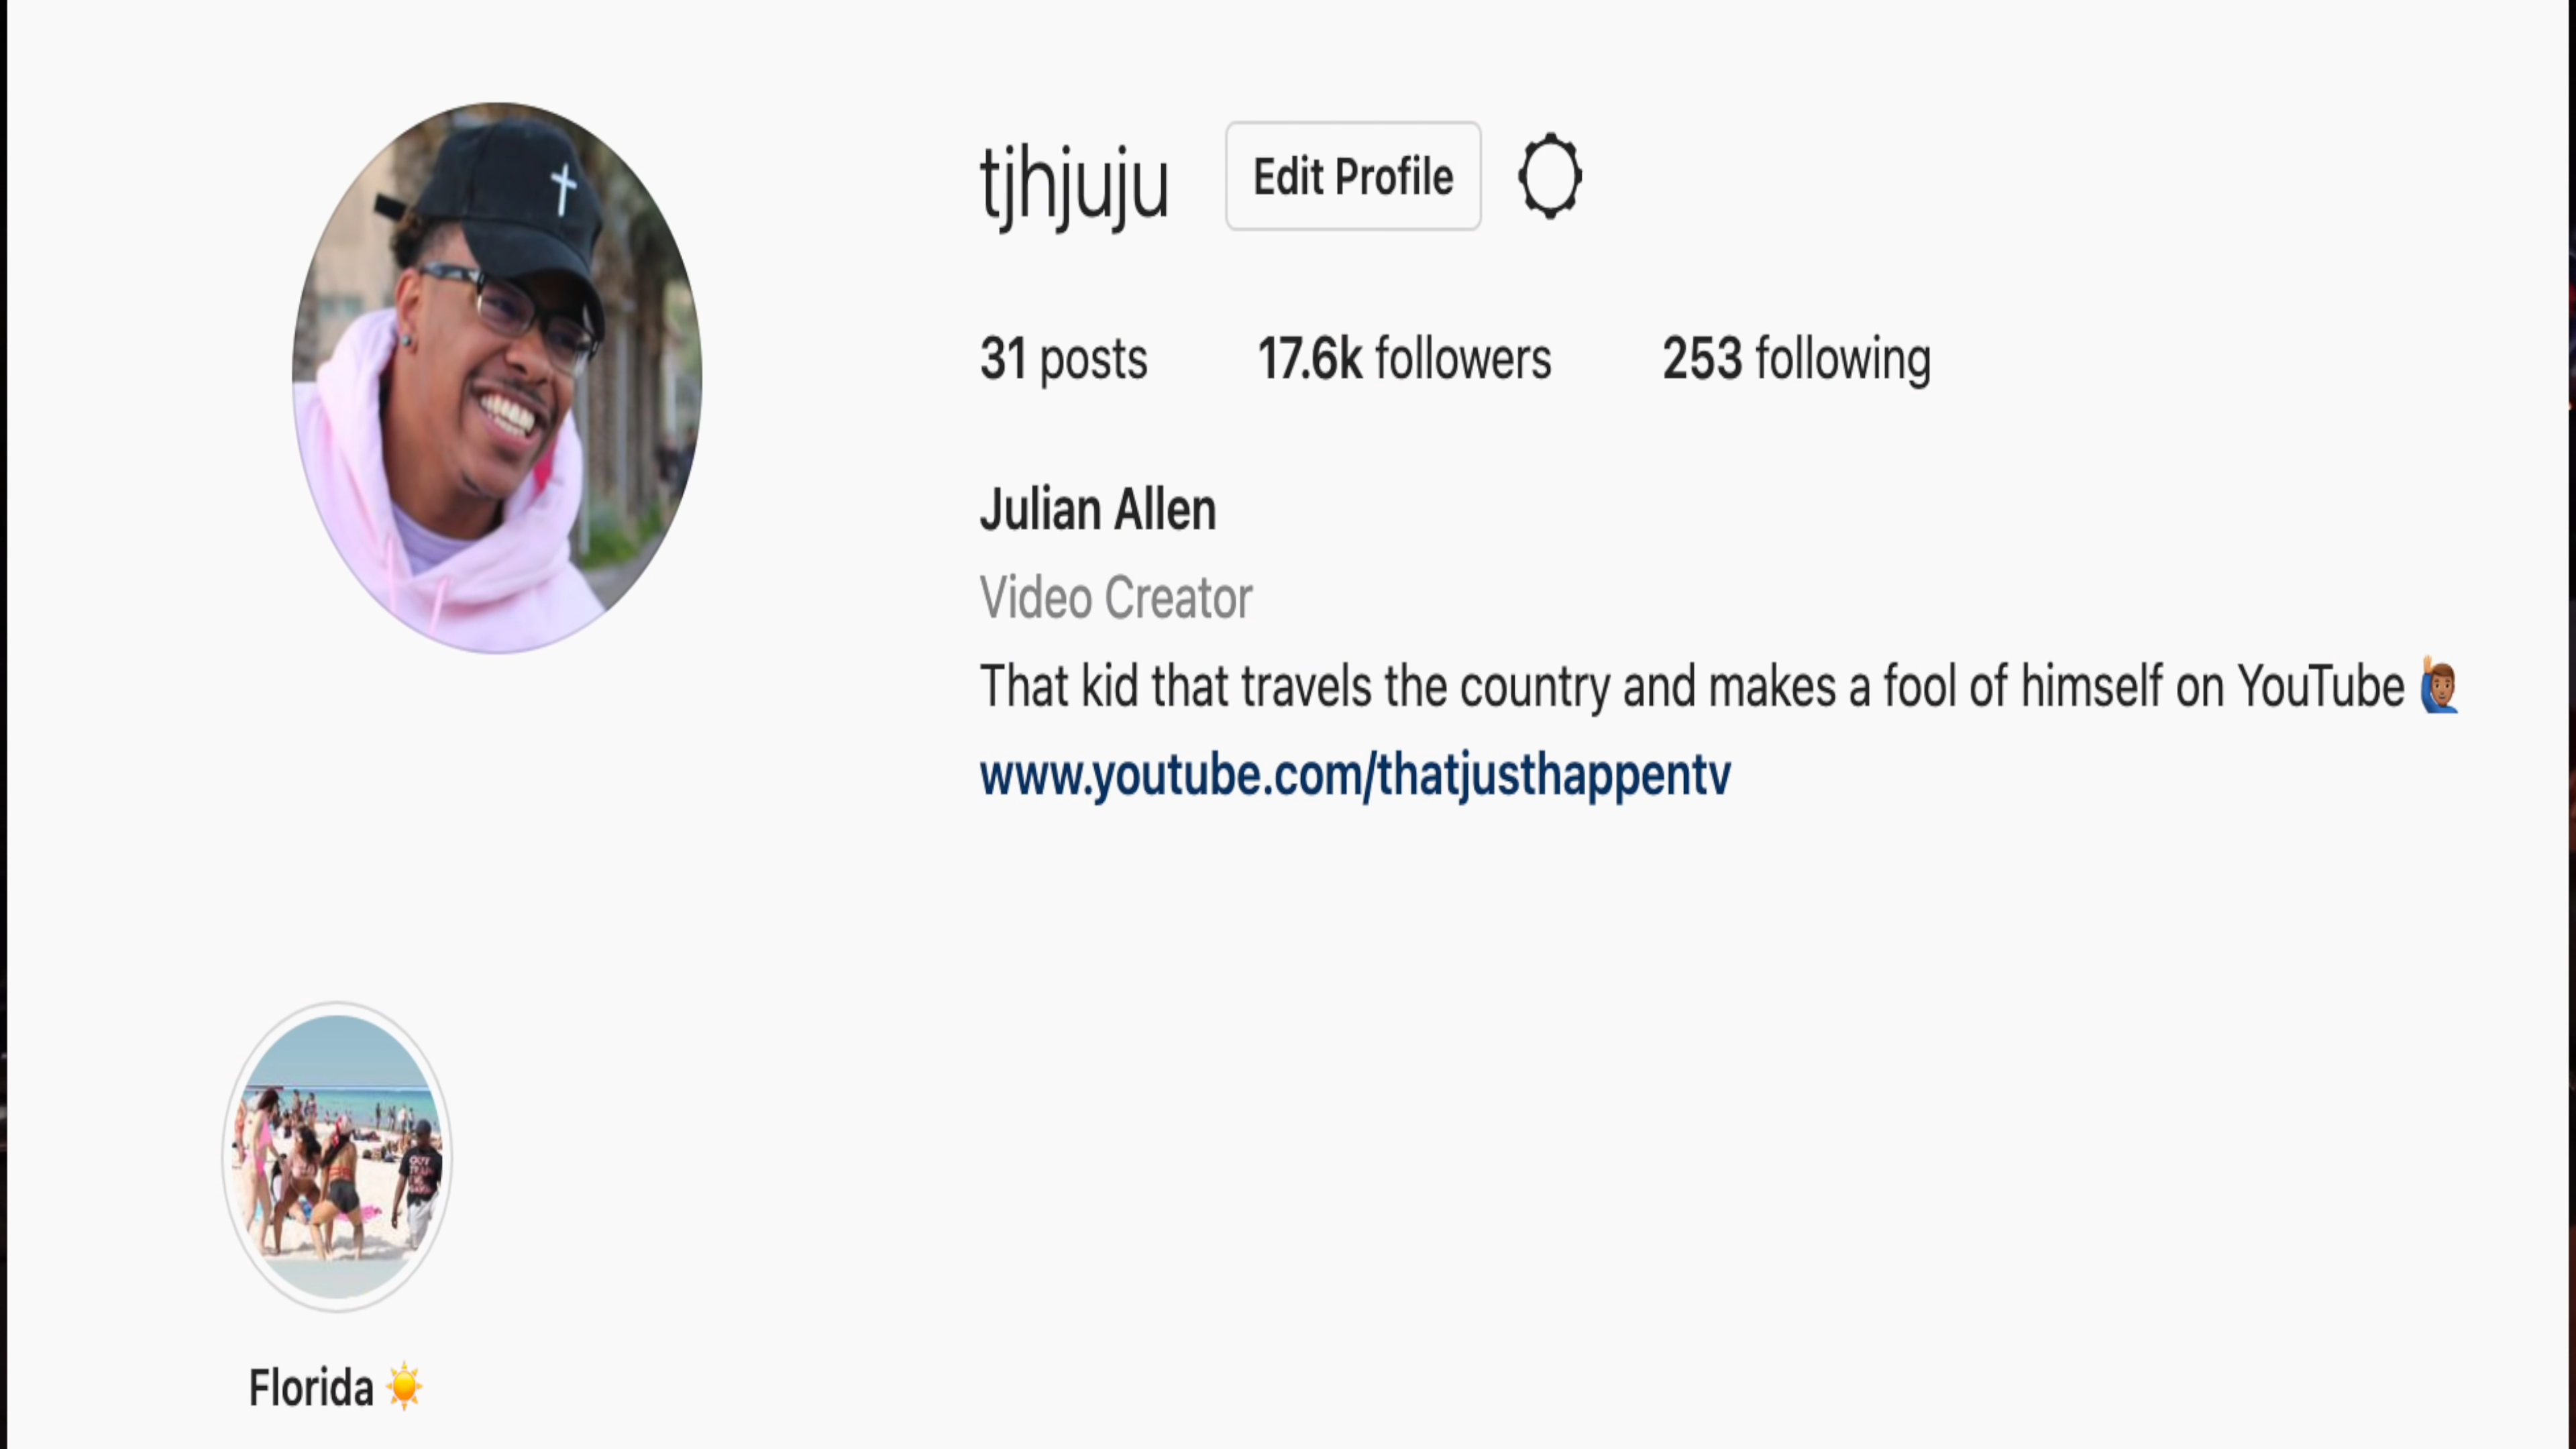 tjhjuju Edit Profile
31 posts 17.6k followers 253 following
Julian Allen
Video Creator
That kid that travels the country and makes a fool of himself on YouTube 🙋🏽‍♂️
www.youtube.com/thatjusthappentv
Florida ☀️